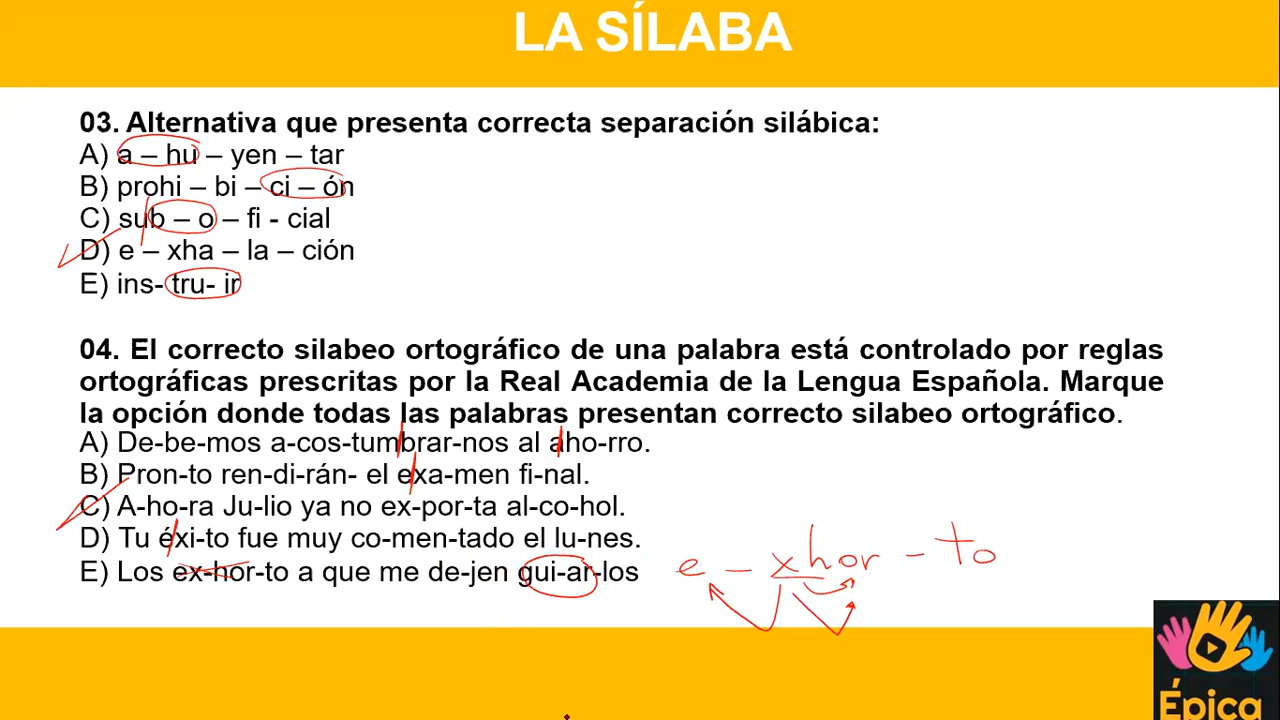 LA SÍLABA
03. Alternativa que presenta correcta separación silábica:
A) a – hu – yen – tar
B) prohi – bi – ci – ón
C) sub – o – fi - cial
D) e – xha – la – ción
E) ins- tru- ir
04. El correcto silabeo ortográfico de una palabra está controlado por reglas
ortográficas prescritas por la Real Academia de la Lengua Española. Marque
la opción donde todas las palabras presentan correcto silabeo ortográfico.
A) De-be-mos a-cos-tumbrar-nos al aho-rro.
B) Pron-to ren-di-rán- el exa-men fi-nal.
C) A-ho-ra Ju-lio ya no ex-por-ta al-co-hol.
D) Tu éxi-to fue muy co-men-tado el lu-nes.
E) Los ex-hor-to a que me de-jen gui-ar-los
e – xhor – to
Épica